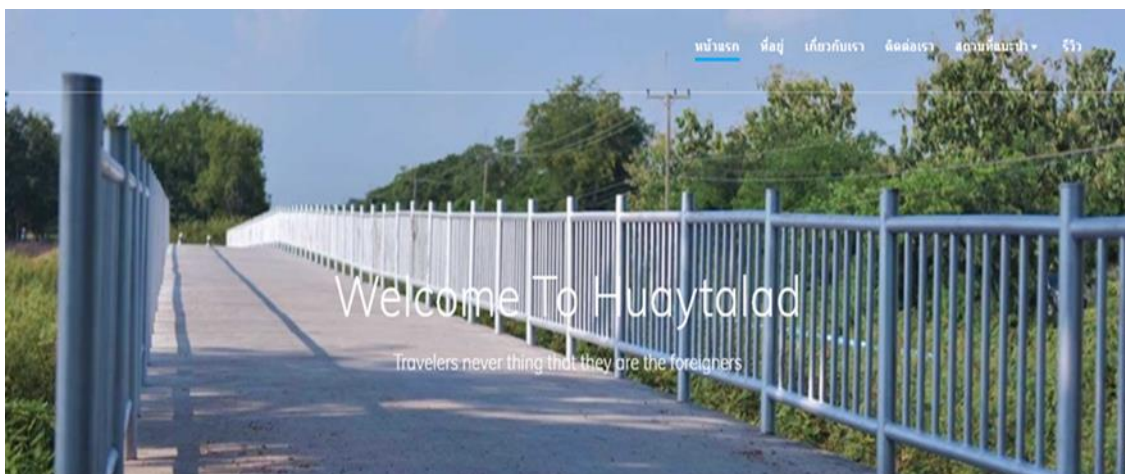 หน้าแรก ที่อยู่ เกี่ยวกับเรา ติดต่อเรา สถานที่แนะนำ รีวิว
Welcome To Huaytalad
Travelers never thing that they are the foreigners